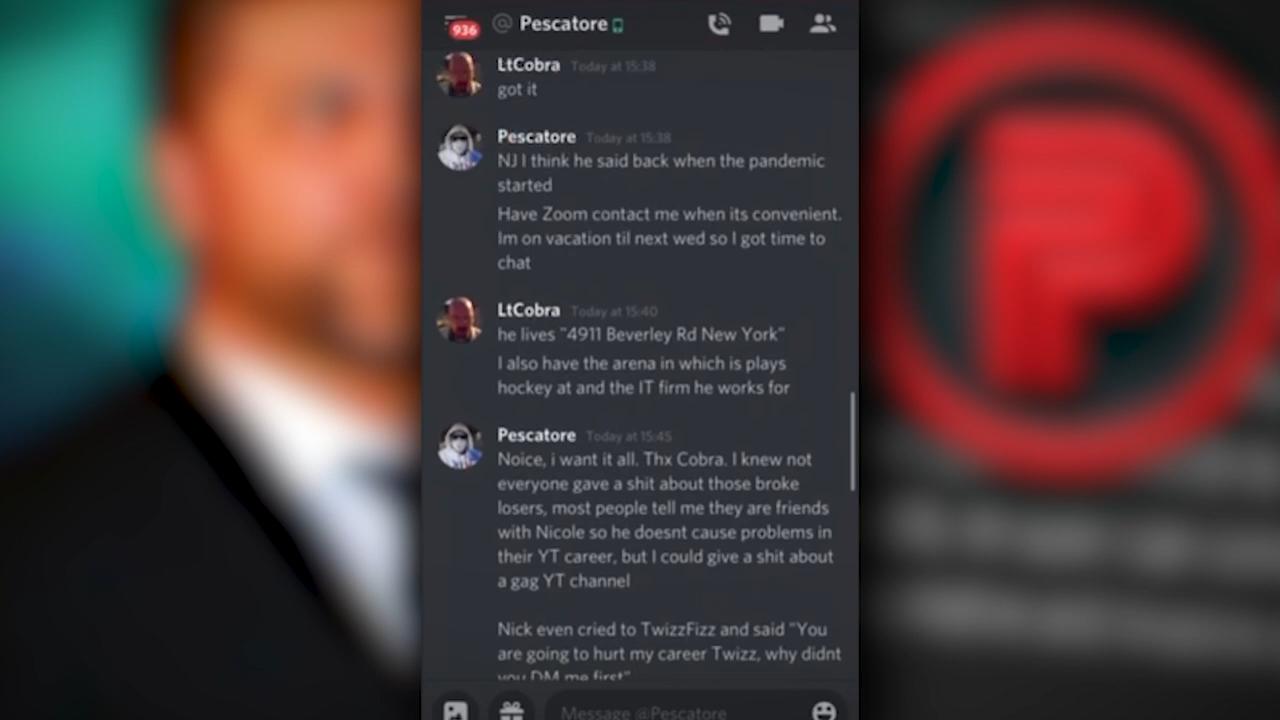 936
@ Pescatore
LtCobra Today at 15:38
got it
Pescatore Today at 15:38
NJ I think he said back when the pandemic
started
Have Zoom contact me when its convenient.
Im on vacation til next wed so I got time to
chat
LtCobra Today at 15:40
he lives "4911 Beverley Rd New York"
I also have the arena in which is plays
hockey at and the IT firm he works for
Pescatore Today at 15:45
Noice, i want it all. Thx Cobra. I knew not
everyone gave a shit about those broke
losers, most people tell me they are friends
with Nicole so he doesnt cause problems in
their YT career, but I could give a shit about
a gag YT channel
Nick even cried to TwizzFizz and said "You
are going to hurt my career Twizz, why didnt
you DM me first"
Message @Pescatore
P